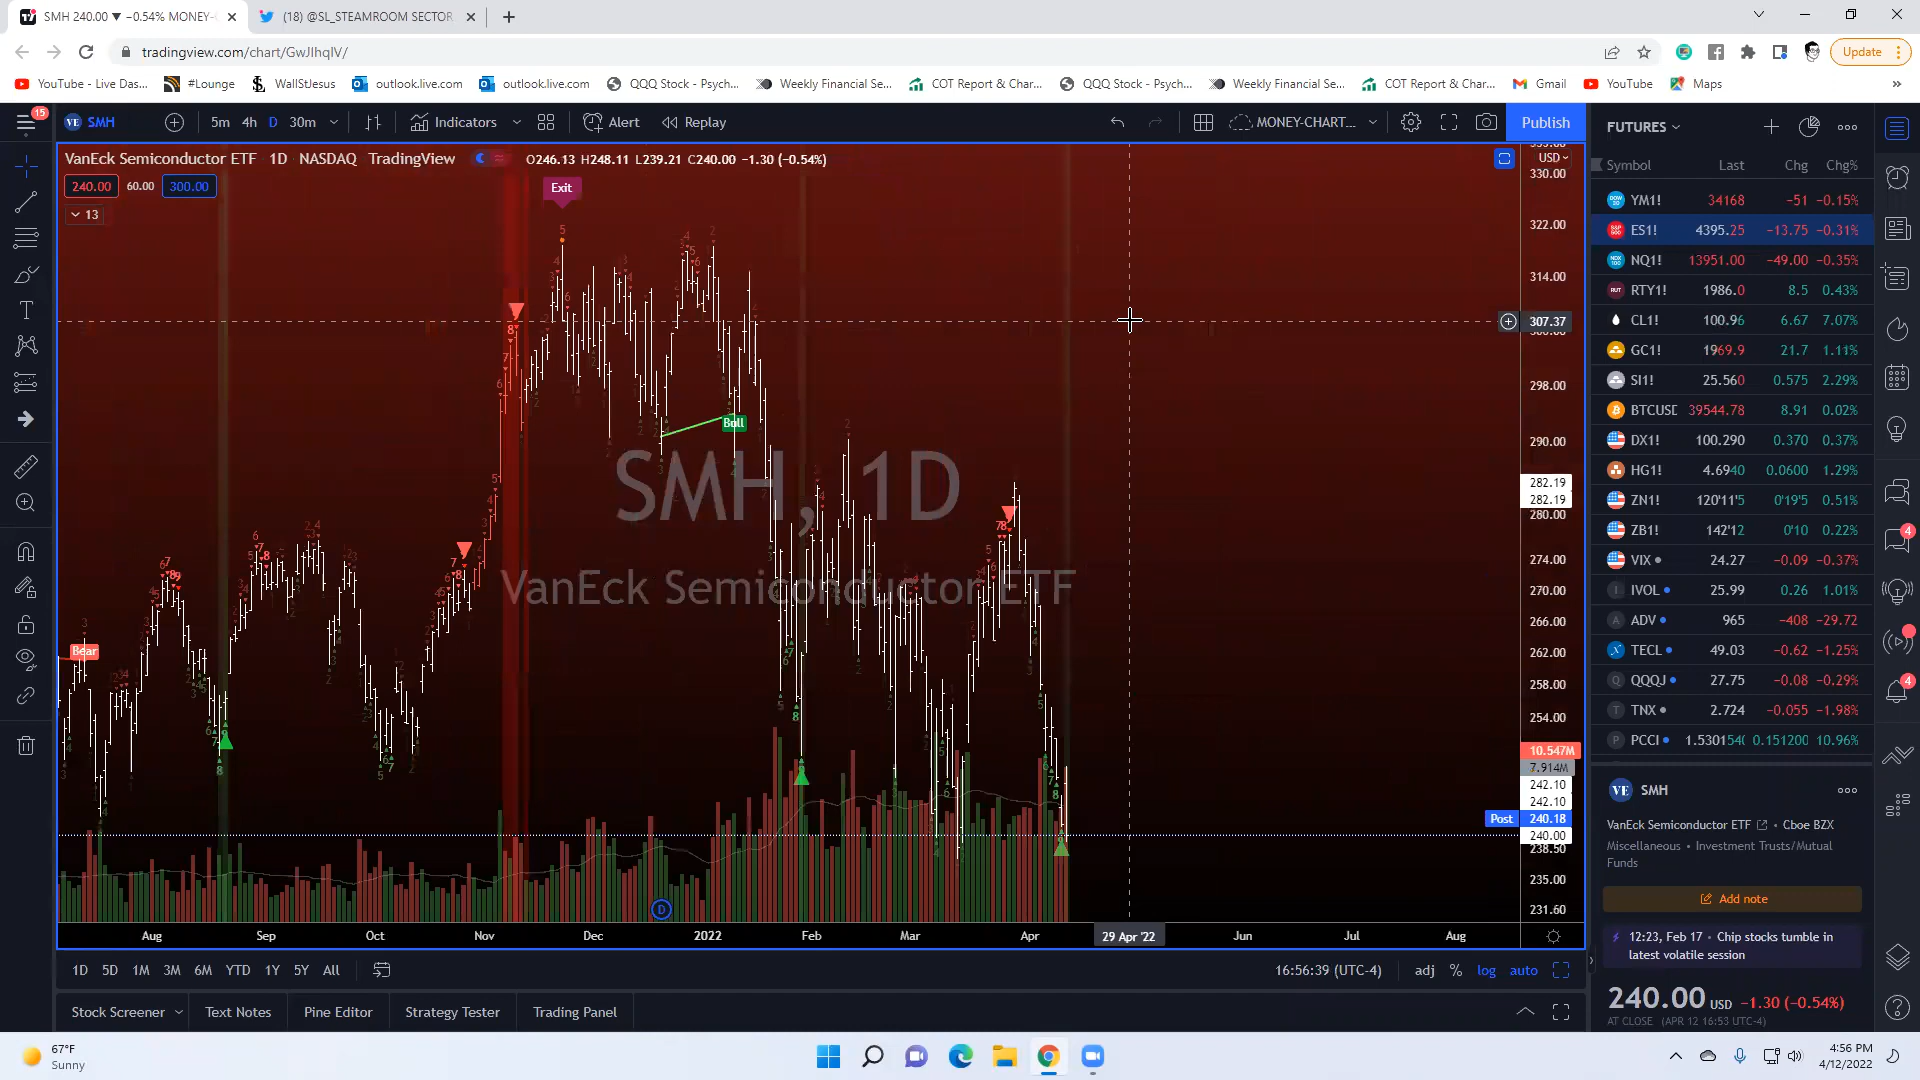 SMH 240.00 ▼ −0.54% MONEY-
(18) @SL_STEAMROOM SECTOR
tradingview.com/chart/GwJIhqIV/
Update
YouTube - Live Das...
#Lounge
WallStJesus
outlook.live.com
outlook.live.com
QQQ Stock - Psych...
Weekly Financial Se...
COT Report & Char...
QQQ Stock - Psych...
Weekly Financial Se...
COT Report & Char...
Gmail
YouTube
Maps
15
SMH
5m 4h D 30m
Indicators
Alert
Replay
MONEY-CHART...
Publish
VanEck Semiconductor ETF 1D NASDAQ TradingView
O246.13 H248.11 L239.21 C240.00 −1.30 (−0.54%)
240.00 60.00 300.00
13
Exit
Bull
Bear
SMH, 1D
VanEck Semiconductor ETF
USD
330.00
322.00
314.00
307.37
298.00
290.00
282.19
282.19
280.00
274.00
270.00
266.00
262.00
258.00
254.00
10.547M
7.914M
242.10
242.10
Post 240.18
240.00
238.50
235.00
231.60
D
Aug Sep Oct Nov Dec 2022 Feb Mar Apr 29 Apr '22 Jun Jul Aug
1D 5D 1M 3M 6M YTD 1Y 5Y All
16:56:39 (UTC-4)
adj % log auto
Stock Screener
Text Notes
Pine Editor
Strategy Tester
Trading Panel
FUTURES
Symbol Last Chg Chg%
YM1! 34168 −51 −0.15%
ES1! 4395.25 −13.75 −0.31%
NQ1! 13951.00 −49.00 −0.35%
RTY1! 1986.0 8.5 0.43%
CL1! 100.96 6.67 7.07%
GC1! 1969.9 21.7 1.11%
SI1! 25.560 0.575 2.29%
BTCUSD 39544.78 8.91 0.02%
DX1! 100.290 0.370 0.37%
HG1! 4.6940 0.0600 1.29%
ZN1! 120'11'5 0'19'5 0.51%
ZB1! 142'12 0'10 0.22%
VIX 24.27 −0.09 −0.37%
IVOL 25.99 0.26 1.01%
ADV 965 −408 −29.72
TECL 49.03 −0.62 −1.25%
QQQJ 27.75 −0.08 −0.29%
TNX 2.724 −0.055 −1.98%
PCCI 1.530154 0.151200 10.96%
VE SMH
VanEck Semiconductor ETF • Cboe BZX
Miscellaneous • Investment Trusts/Mutual
Funds
Add note
12:23, Feb 17 • Chip stocks tumble in
latest volatile session
240.00 USD −1.30 (−0.54%)
AT CLOSE (APR 12 16:53 UTC-4)
4
4
67°F
Sunny
4:56 PM
4/12/2022